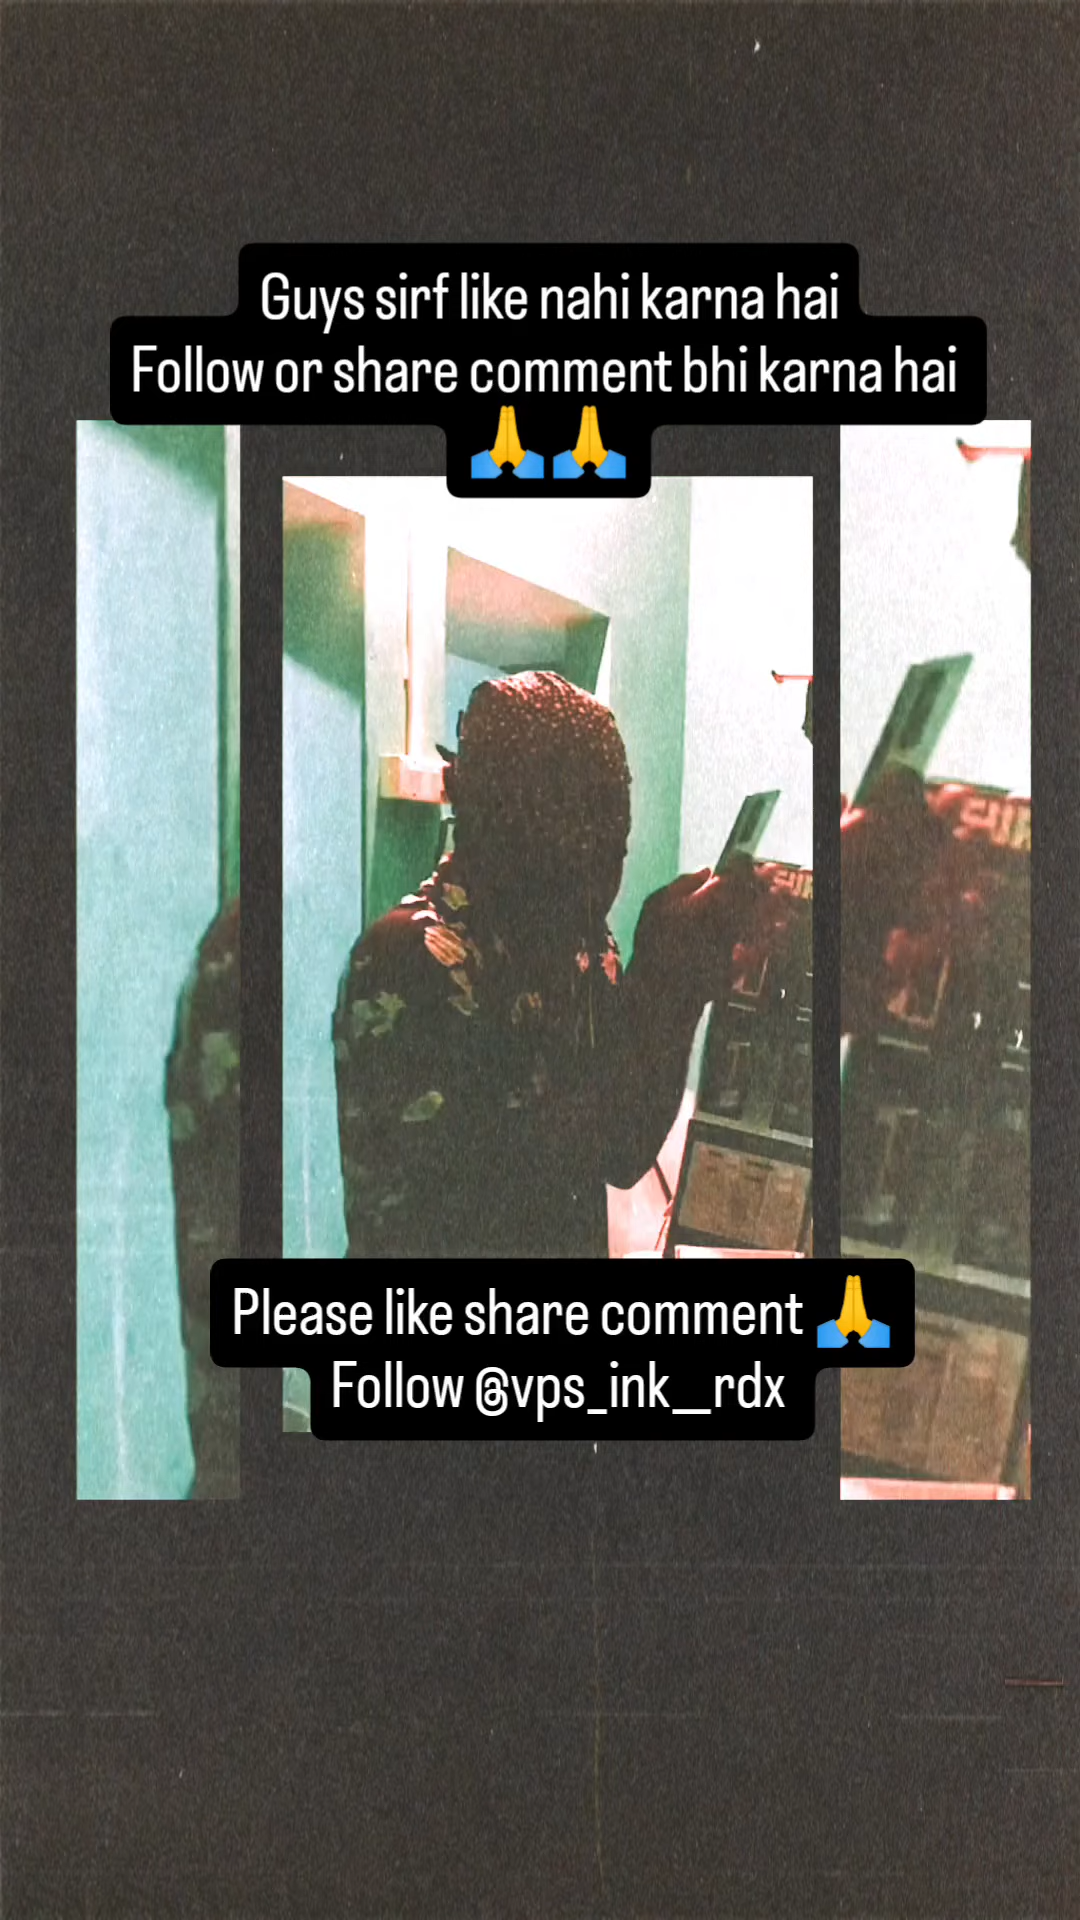 Guys sirf like nahi karna hai
Follow or share comment bhi karna hai
🙏🙏
Please like share comment 🙏
Follow @vps_ink__rdx